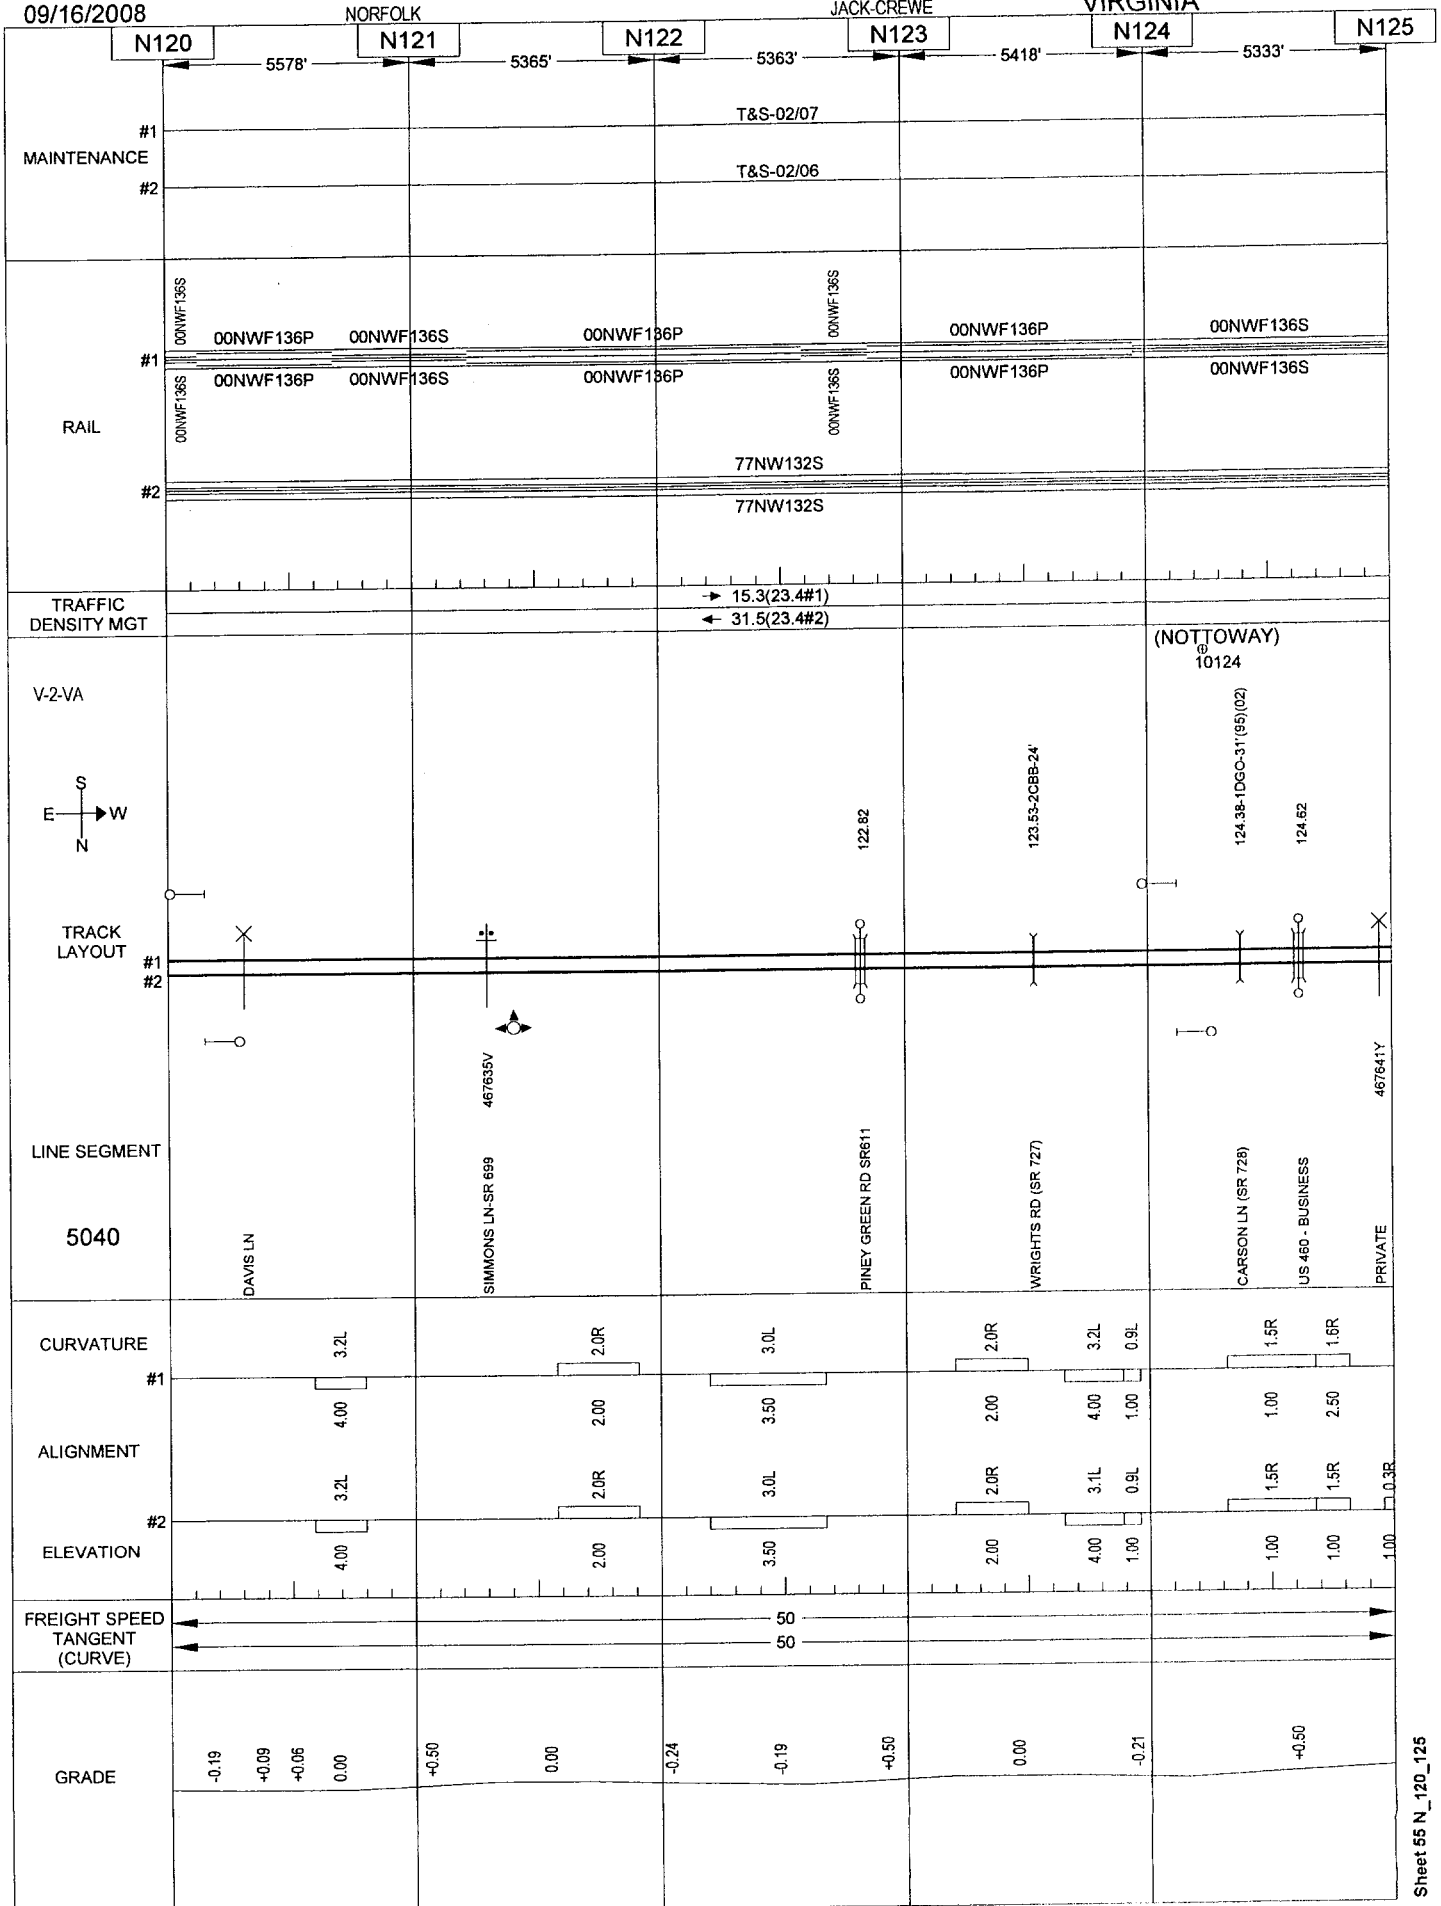 09/16/2008 NORFOLK JACK-CREWE VIRGINIA
N120 N121 N122 N123 N124 N125
5578' 5365' 5363' 5418' 5333'
#1 T&S-02/07
MAINTENANCE
#2 T&S-02/06
00NWF136S 00NWF136S
00NWF136P 00NWF136S 00NWF136P 00NWF136P 00NWF136S
#1
00NWF136P 00NWF136S 00NWF136P 00NWF136P 00NWF136S
00NWF136S 00NWF136S
RAIL
77NW132S
#2
77NW132S
TRAFFIC
DENSITY MGT
15.3(23.4#1)
31.5(23.4#2)
(NOTTOWAY)
10124
V-2-VA
S
E W
N
122.82
123.53-2CBB-24'
124.38-1DGO-31'(95)(02)
124.62
TRACK
LAYOUT
#1
#2
467635V
467641Y
LINE SEGMENT
5040
DAVIS LN
SIMMONS LN-SR 699
PINEY GREEN RD SR611
WRIGHTS RD (SR 727)
CARSON LN (SR 728)
US 460 - BUSINESS
PRIVATE
CURVATURE
3.2L 2.0R 3.0L 2.0R 3.2L 0.9L 1.5R 1.6R
#1
4.00 2.00 3.50 2.00 4.00 1.00 1.00 2.50
ALIGNMENT
3.2L 2.0R 3.0L 2.0R 3.1L 0.9L 1.5R 1.5R 0.3R
#2
ELEVATION
4.00 2.00 3.50 2.00 4.00 1.00 1.00 1.00 1.00
FREIGHT SPEED
TANGENT
(CURVE)
50
50
GRADE
-0.19 +0.09 +0.06 0.00 +0.50 0.00 -0.24 -0.19 +0.50 0.00 -0.21 +0.50
Sheet 55 N_120_125